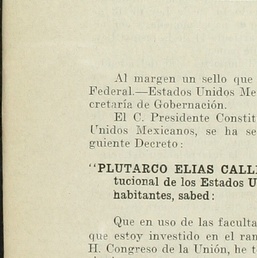 Al margen un sello que
Federal.—Estados Unidos Me
cretaría de Gobernación.
El C. Presidente Constit
Unidos Mexicanos, se ha se
guiente Decreto:
"PLUTARCO ELIAS CALL
tucional de los Estados U
habitantes, sabed:
Que en uso de las faculta
que estoy investido en el ran
H. Congreso de la Unión, he t